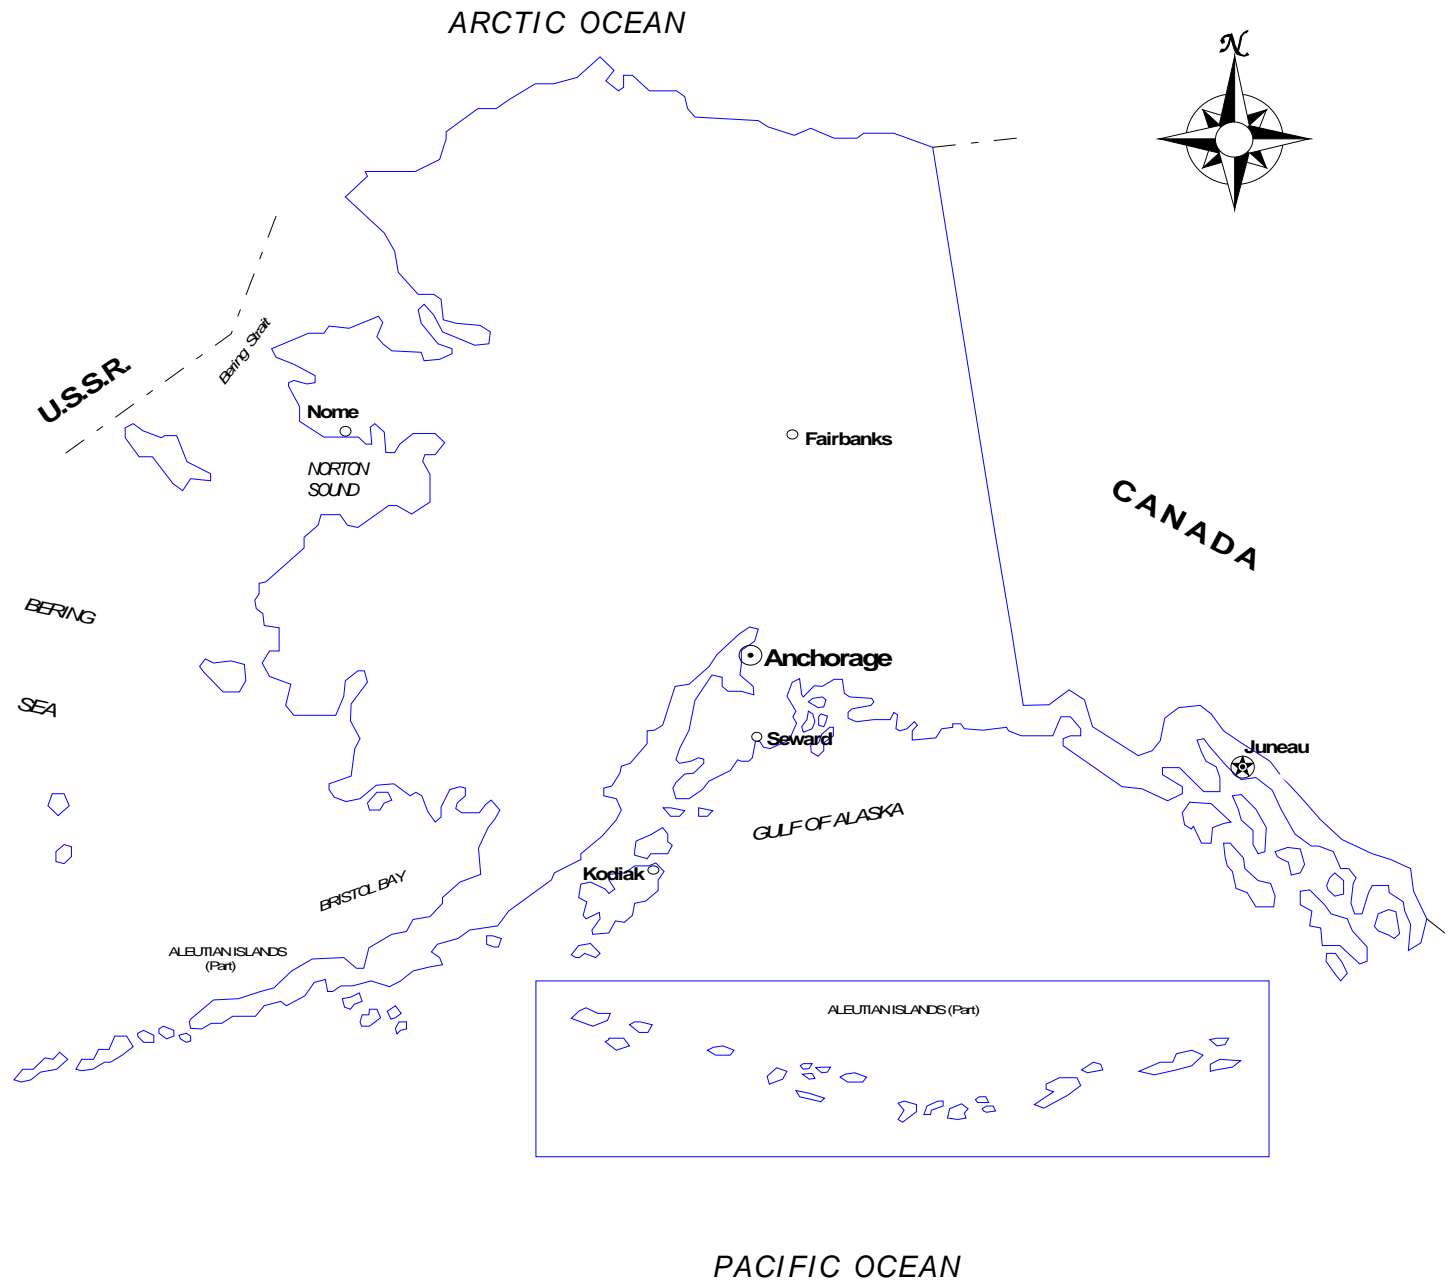 ARCTIC OCEAN
N
Bering Strait
U.S.S.R.
Nome
Fairbanks
NORTON
SOUND
CANADA
BERING
SEA
Anchorage
Seward
Juneau
GULF OF ALASKA
Kodiak
BRISTOL BAY
ALEUTIAN ISLANDS
(Part)
ALEUTIAN ISLANDS (Part)
PACIFIC OCEAN